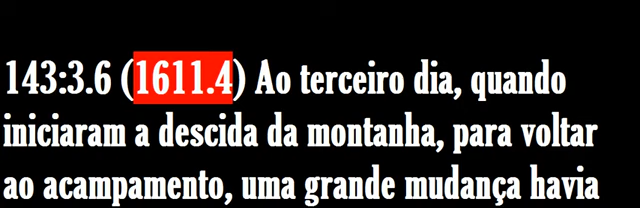 143:3.6 (1611.4) Ao terceiro dia, quando
iniciaram a descida da montanha, para voltar
ao acampamento, uma grande mudança havia